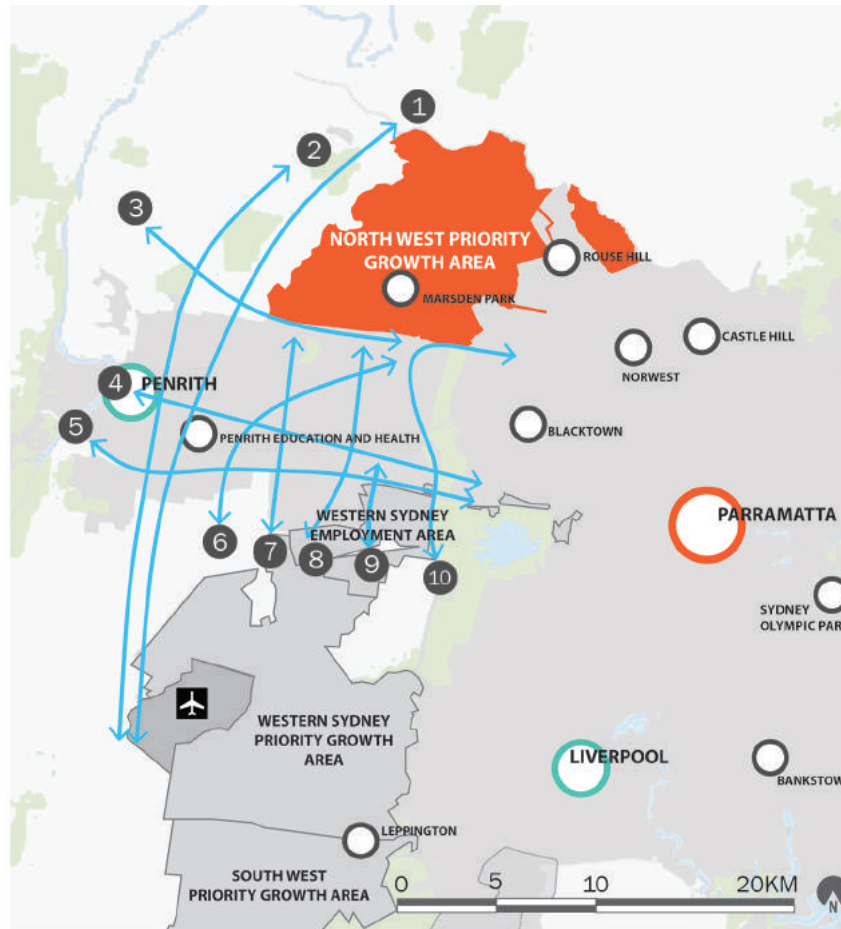 1
2
3
NORTH WEST PRIORITY
GROWTH AREA
ROUSE HILL
MARSDEN PARK
CASTLE HILL
NORWEST
4
PENRITH
5
PENRITH EDUCATION AND HEALTH
BLACKTOWN
WESTERN SYDNEY
EMPLOYMENT AREA
PARRAMATTA
6
7
8
9
10
SYDNEY
OLYMPIC PAR
WESTERN SYDNEY
PRIORITY GROWTH
AREA
LIVERPOOL
BANKSTOW
LEPPINGTON
SOUTH WEST
PRIORITY GROWTH AREA
0 5 10 20KM
N